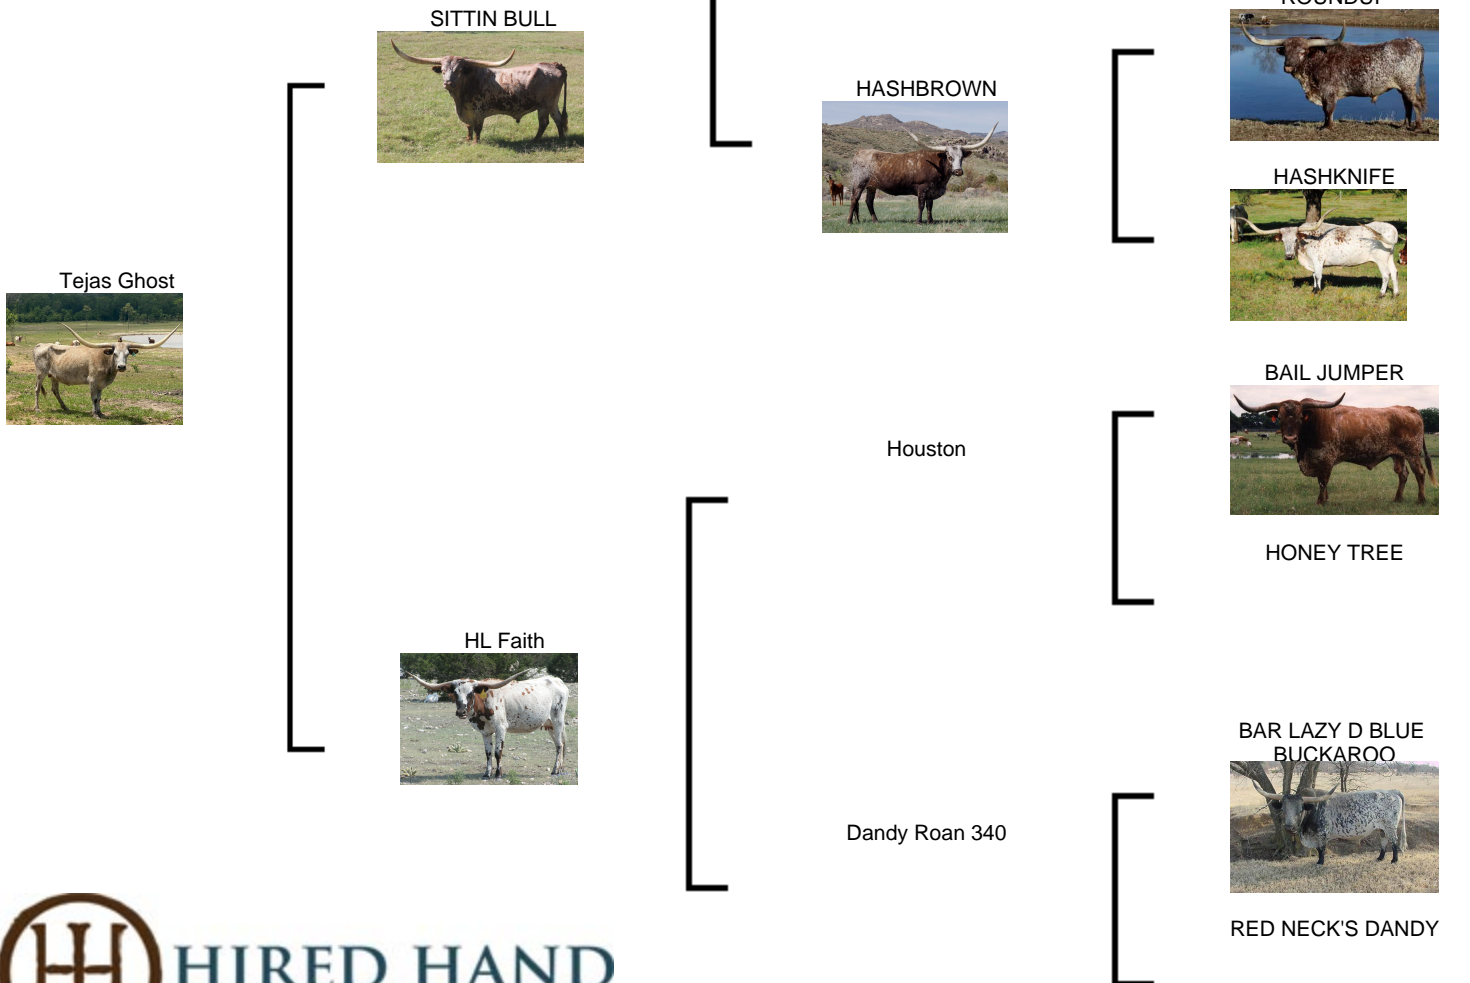 SITTIN BULL
HASHBROWN
HASHKNIFE
Tejas Ghost
BAIL JUMPER
Houston
HONEY TREE
HL Faith
BAR LAZY D BLUE
BUCKAROO
Dandy Roan 340
RED NECK'S DANDY
HIRED HAND